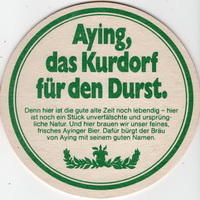 Aying,
das Kurdorf
für den Durst.
Denn hier ist die gute alte Zeit noch lebendig – hier
ist noch ein Stück unverfälschte und ursprüng-
liche Natur. Und hier brauen wir unser feines,
frisches Ayinger Bier. Dafür bürgt der Bräu
von Aying mit seinem guten Namen.